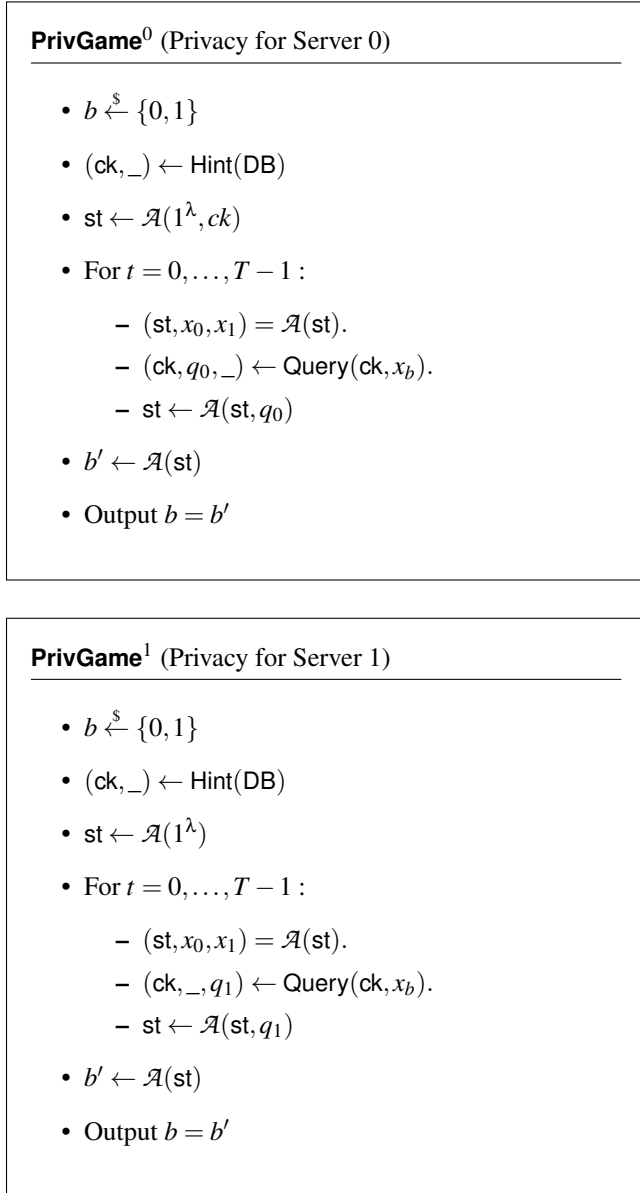 PrivGame⁰ (Privacy for Server 0)
• b $← {0,1}
• (ck, _) ← Hint(DB)
• st ← 𝒜(1^λ, ck)
• For t = 0,…,T − 1 :
– (st, x₀, x₁) = 𝒜(st).
– (ck, q₀, _) ← Query(ck, x_b).
– st ← 𝒜(st, q₀)
• b′ ← 𝒜(st)
• Output b = b′
PrivGame¹ (Privacy for Server 1)
• b $← {0,1}
• (ck, _) ← Hint(DB)
• st ← 𝒜(1^λ)
• For t = 0,…,T − 1 :
– (st, x₀, x₁) = 𝒜(st).
– (ck, _, q₁) ← Query(ck, x_b).
– st ← 𝒜(st, q₁)
• b′ ← 𝒜(st)
• Output b = b′